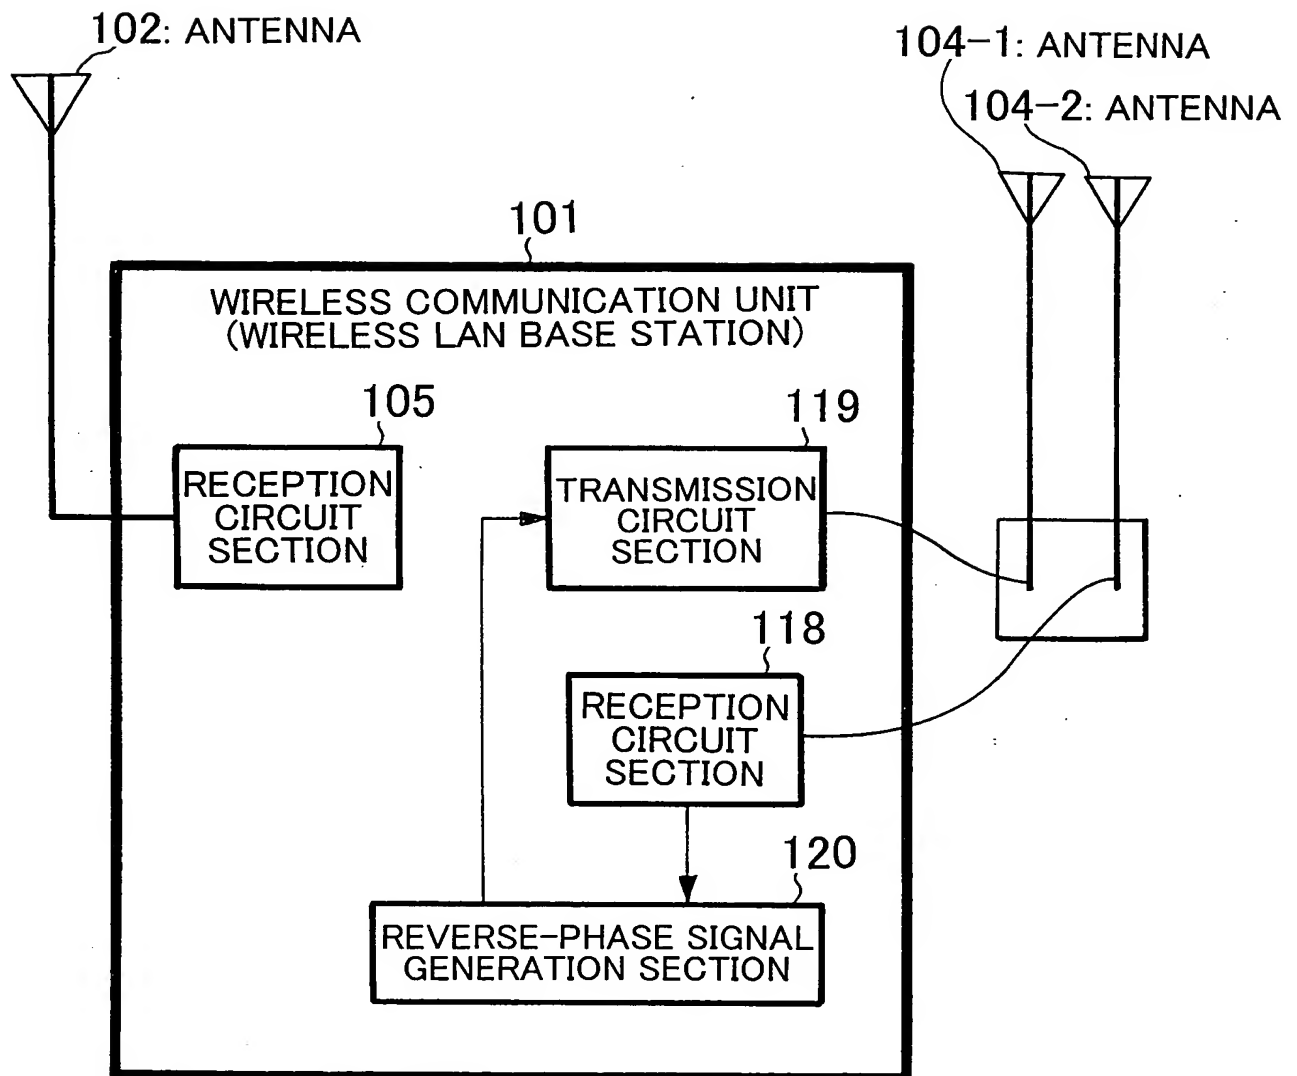 102: ANTENNA
104-1: ANTENNA
104-2: ANTENNA
101
WIRELESS COMMUNICATION UNIT
(WIRELESS LAN BASE STATION)
105
RECEPTION
CIRCUIT
SECTION
119
TRANSMISSION
CIRCUIT
SECTION
118
RECEPTION
CIRCUIT
SECTION
120
REVERSE-PHASE SIGNAL
GENERATION SECTION